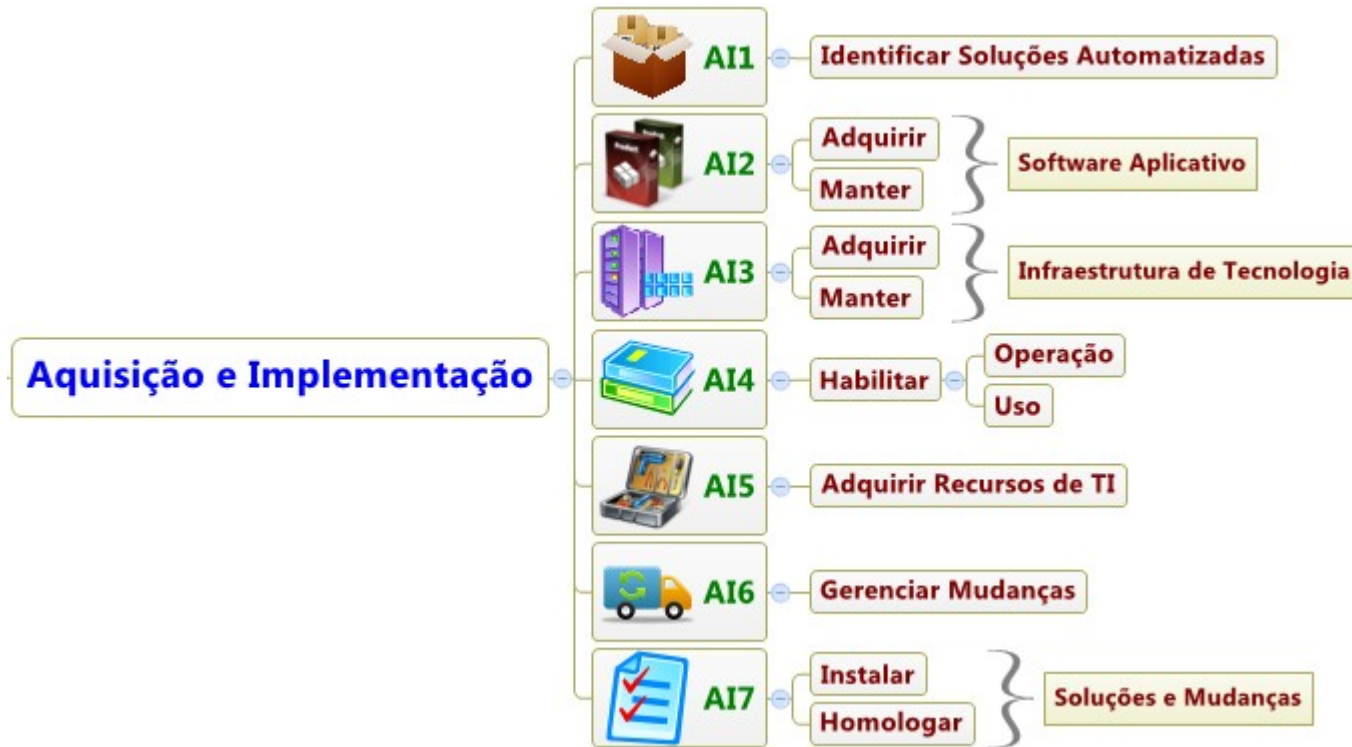 AI1
Identificar Soluções Automatizadas
AI2
Adquirir
Manter
Software Aplicativo
AI3
Adquirir
Manter
Infraestrutura de Tecnologia
Aquisição e Implementação
AI4
Habilitar
Operação
Uso
AI5
Adquirir Recursos de TI
AI6
Gerenciar Mudanças
AI7
Instalar
Homologar
Soluções e Mudanças